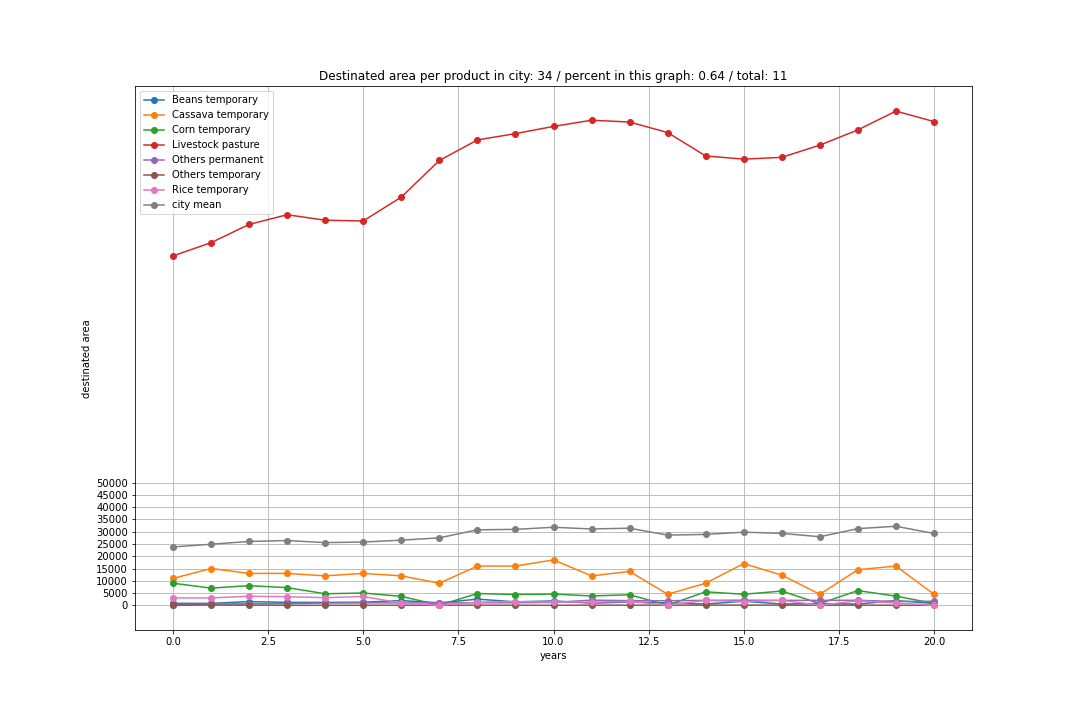 Destinated area per product in city: 34 / percent in this graph: 0.64 / total: 11
Beans temporary
Cassava temporary
Corn temporary
Livestock pasture
Others permanent
Others temporary
Rice temporary
city mean
destinated area
50000
45000
40000
35000
30000
25000
20000
15000
10000
5000
0
0.0 2.5 5.0 7.5 10.0 12.5 15.0 17.5 20.0
years